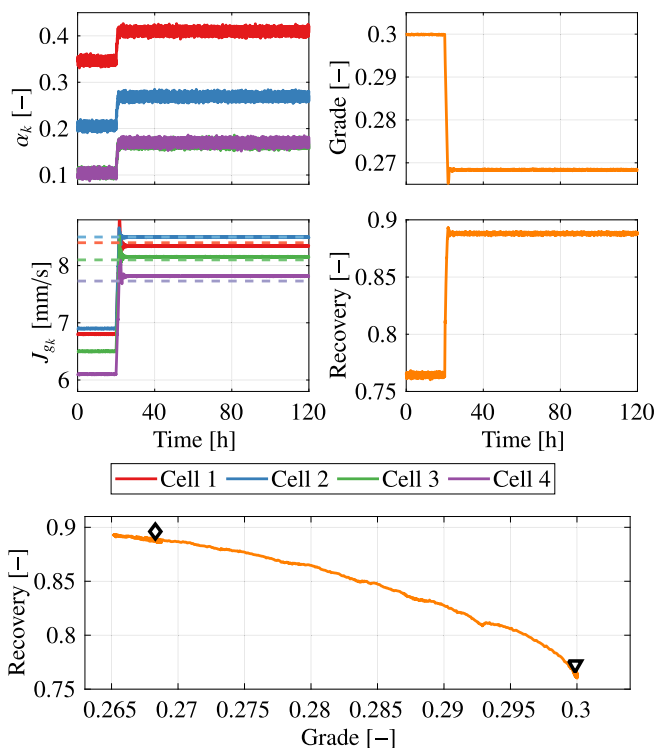 0.4
0.3
0.2
0.1
α_k [−]
0.3
0.29
0.28
0.27
Grade [−]
8
7
6
J_{g_k} [mm/s]
0 40 80 120
Time [h]
0.9
0.85
0.8
0.75
Recovery [−]
0 40 80 120
Time [h]
Cell 1 Cell 2 Cell 3 Cell 4
0.9
0.85
0.8
0.75
Recovery [−]
0.265 0.27 0.275 0.28 0.285 0.29 0.295 0.3
Grade [−]